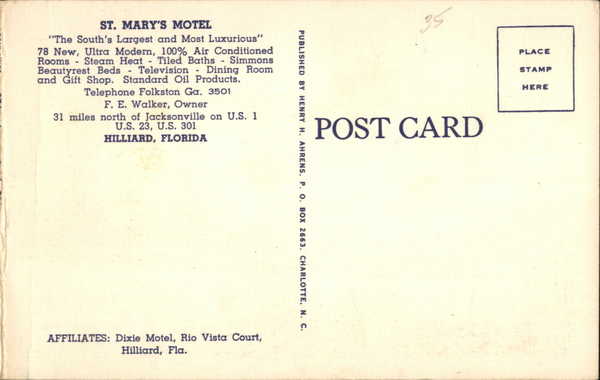 ST. MARY'S MOTEL
"The South's Largest and Most Luxurious"
78 New, Ultra Modern, 100% Air Conditioned
Rooms - Steam Heat - Tiled Baths - Simmons
Beautyrest Beds - Television - Dining Room
and Gift Shop. Standard Oil Products.
Telephone Folkston Ga. 3501
F. E. Walker, Owner
31 miles north of Jacksonville on U.S. 1
U.S. 23, U.S. 301
HILLIARD, FLORIDA
AFFILIATES: Dixie Motel, Rio Vista Court,
Hilliard, Fla.
PUBLISHED BY HENRY H. AHRENS, P. O. BOX 2663, CHARLOTTE, N. C.
35
POST CARD
PLACE
STAMP
HERE